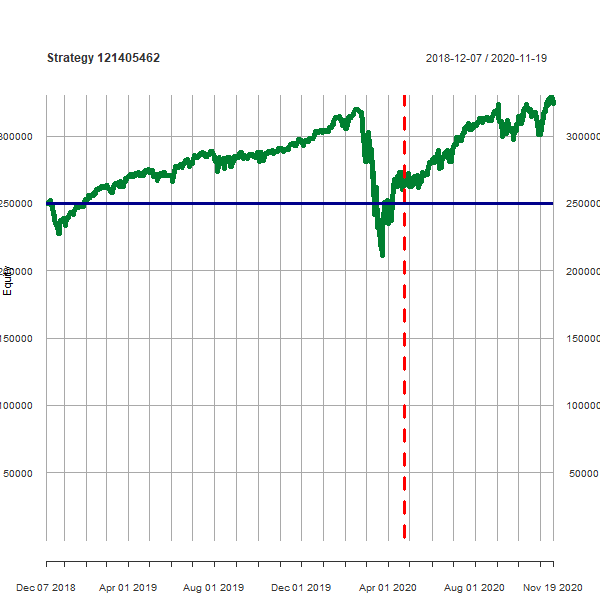 Strategy 121405462 2018-12-07 / 2020-11-19
300000 300000
250000 250000
200000 200000
Equity
150000 150000
100000 100000
50000 50000
Dec 07 2018 Apr 01 2019 Aug 01 2019 Dec 01 2019 Apr 01 2020 Aug 01 2020 Nov 19 2020